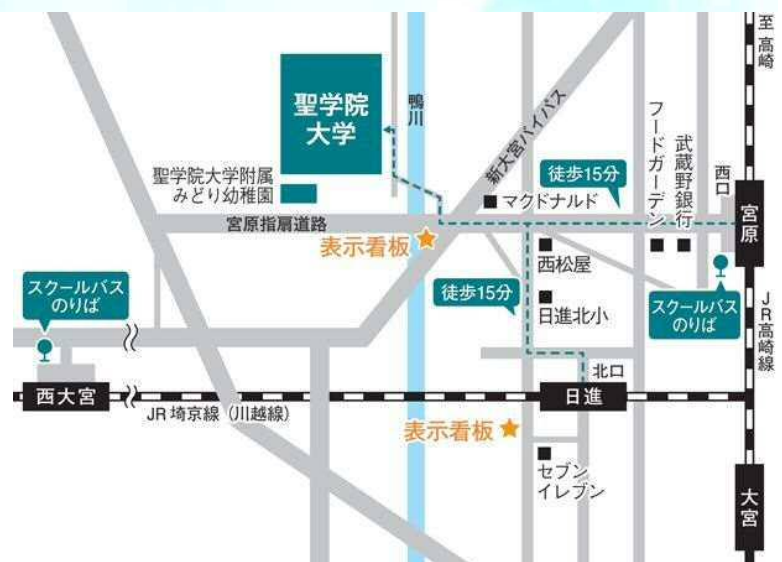 至 高崎
聖学院
大学
鴨川
新大宮バイパス
フードガーデン
武蔵野銀行
西口
宮原
徒歩15分
マクドナルド
聖学院大学附属
みどり幼稚園
宮原指扇道路
表示看板
西松屋
スクールバス
のりば
徒歩15分
日進北小
スクールバス
のりば
JR高崎線
北口
西大宮
日進
JR 埼京線（川越線）
表示看板
セブン
イレブン
大宮